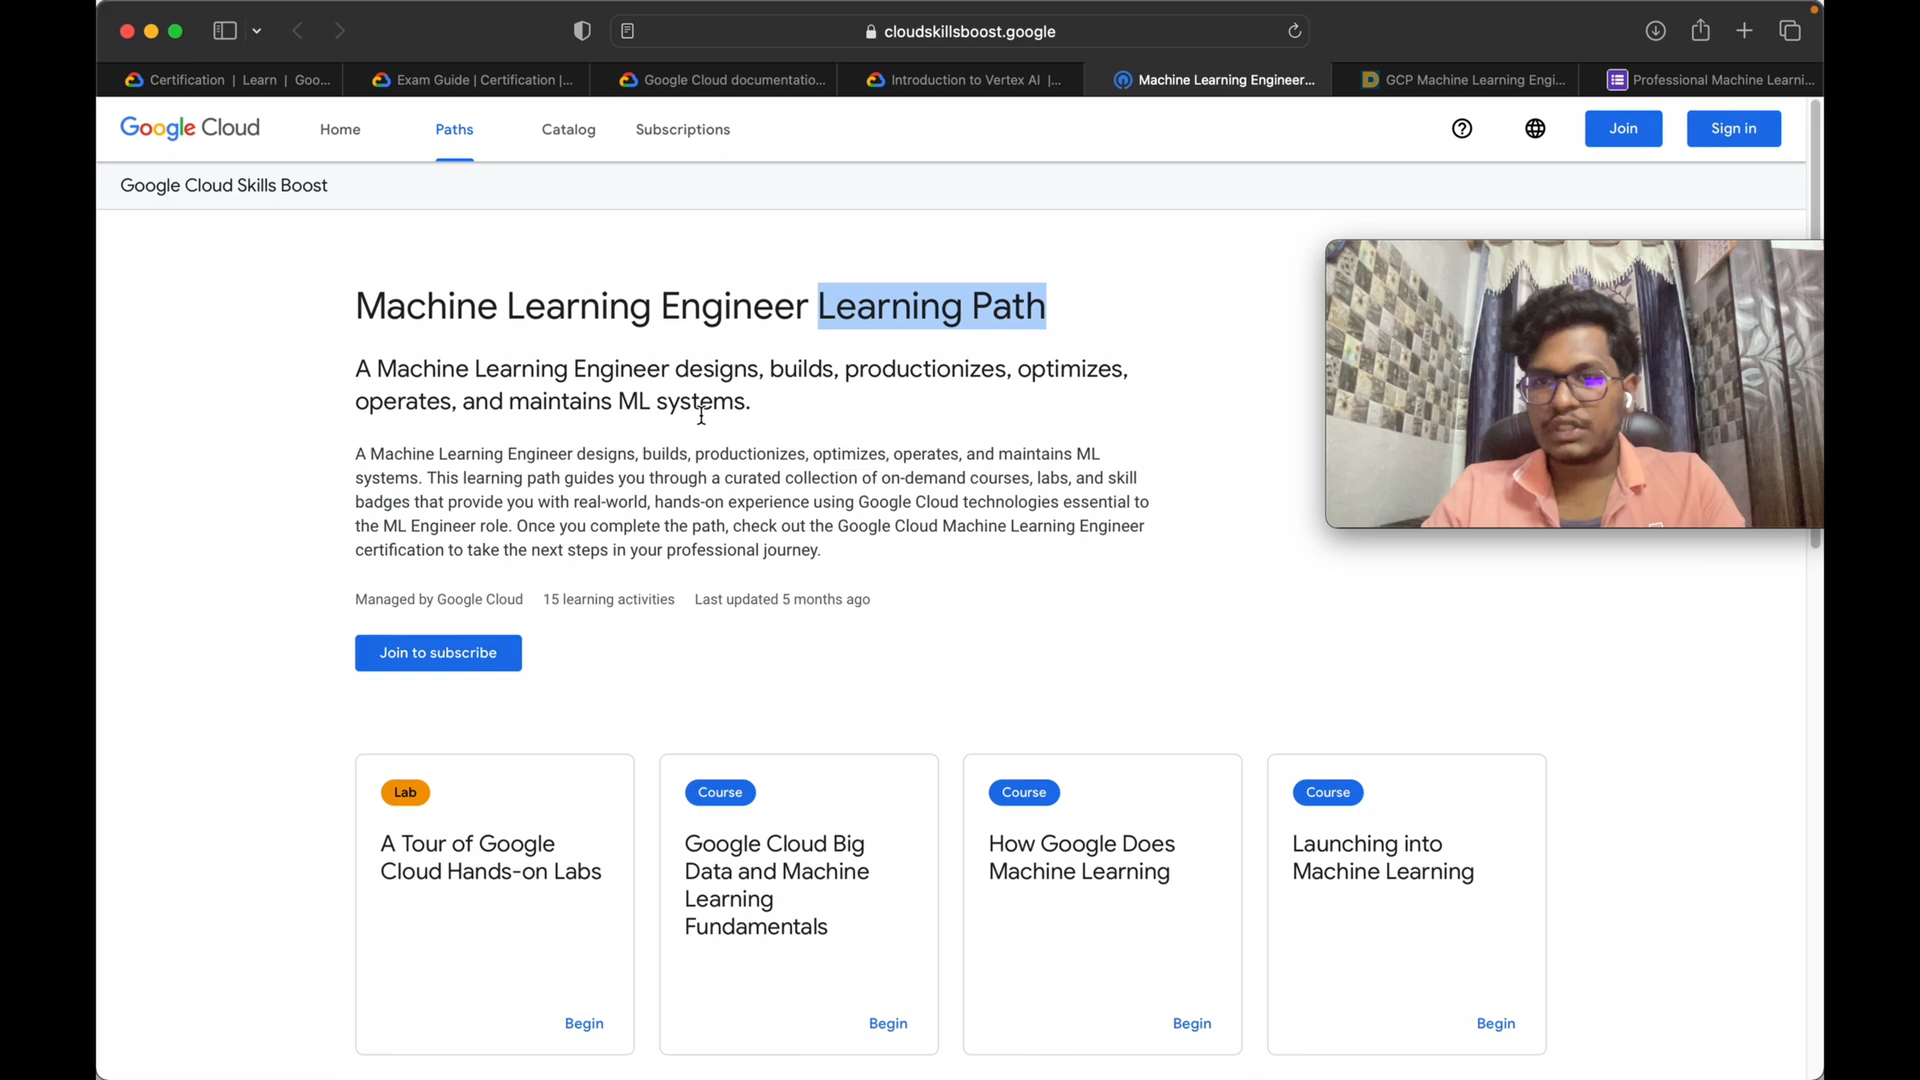 cloudskillsboost.google
Certification | Learn | Goo...
Exam Guide | Certification |...
Google Cloud documentatio...
Introduction to Vertex AI |...
Machine Learning Engineer...
GCP Machine Learning Engi...
Professional Machine Learni...
Google Cloud
Home
Paths
Catalog
Subscriptions
Join
Sign in
Google Cloud Skills Boost
Machine Learning Engineer Learning Path
A Machine Learning Engineer designs, builds, productionizes, optimizes,
operates, and maintains ML systems.
A Machine Learning Engineer designs, builds, productionizes, optimizes, operates, and maintains ML
systems. This learning path guides you through a curated collection of on-demand courses, labs, and skill
badges that provide you with real-world, hands-on experience using Google Cloud technologies essential to
the ML Engineer role. Once you complete the path, check out the Google Cloud Machine Learning Engineer
certification to take the next steps in your professional journey.
Managed by Google Cloud 15 learning activities Last updated 5 months ago
Join to subscribe
Lab
A Tour of Google
Cloud Hands-on Labs
Begin
Course
Google Cloud Big
Data and Machine
Learning
Fundamentals
Begin
Course
How Google Does
Machine Learning
Begin
Course
Launching into
Machine Learning
Begin